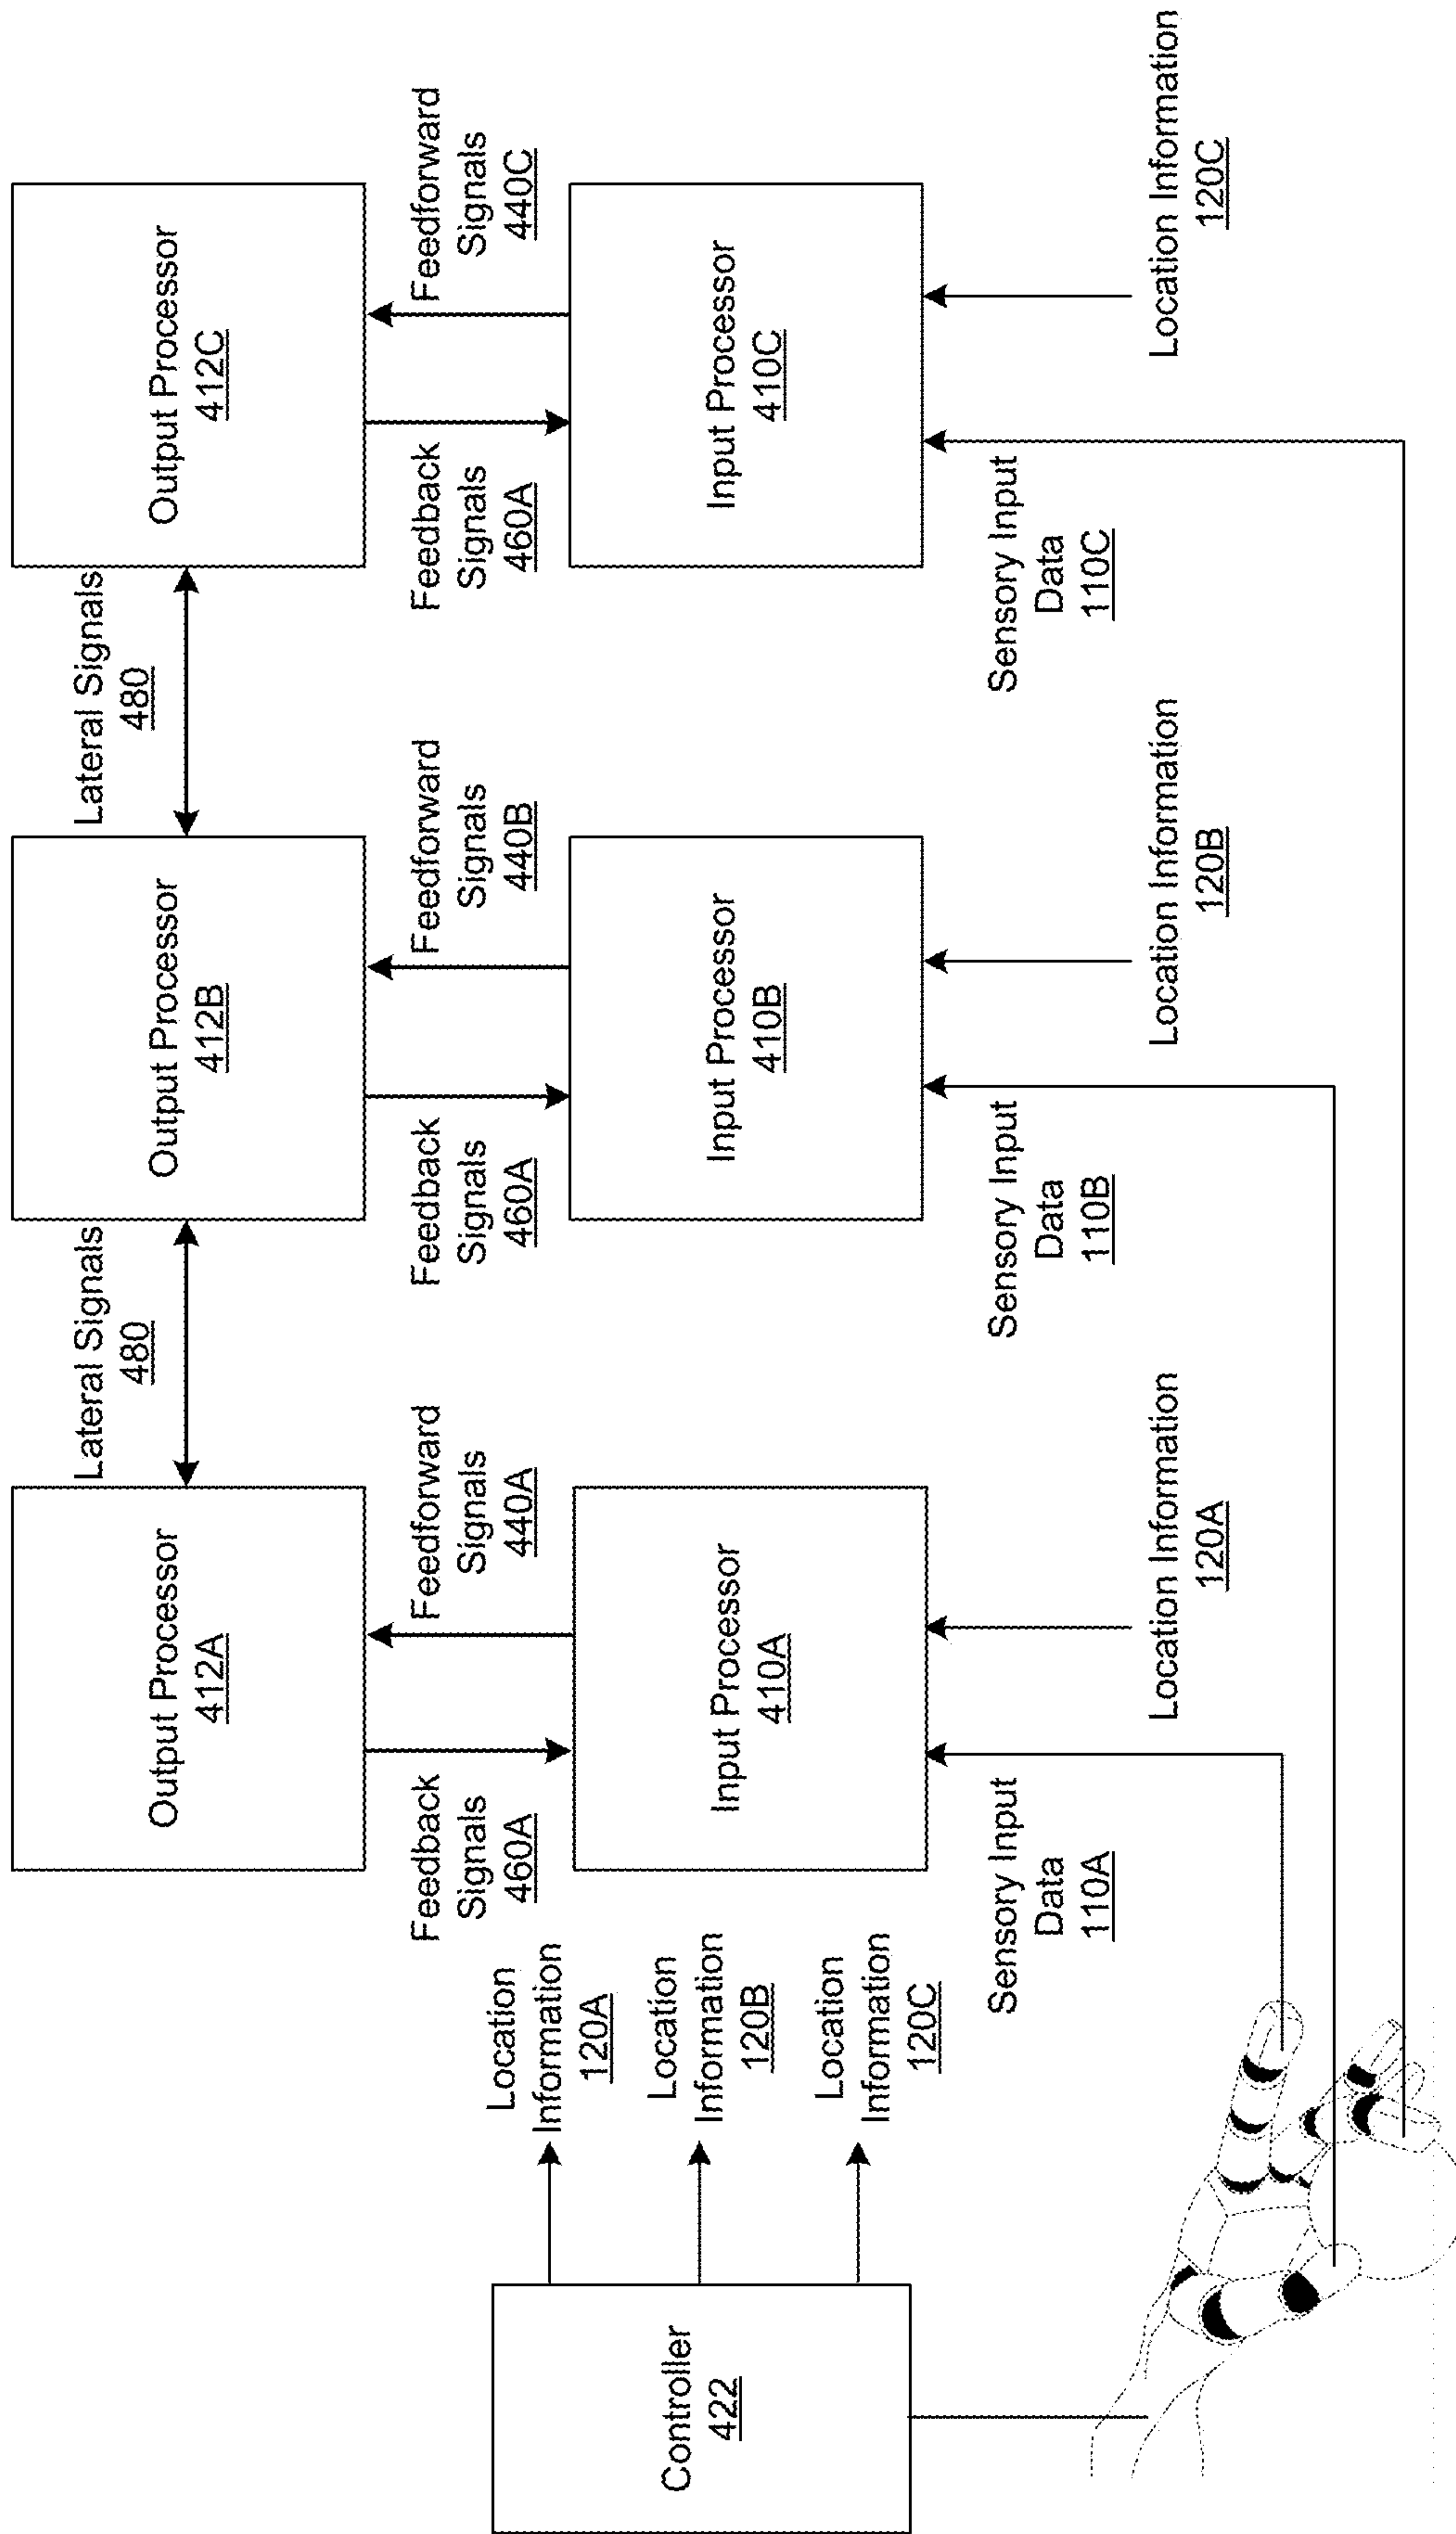 Lateral Signals
480
Lateral Signals
480
Output Processor
412A
Output Processor
412B
Output Processor
412C
Feedback
Signals
460A
Feedforward
Signals
440A
Feedback
Signals
460A
Feedforward
Signals
440B
Feedback
Signals
460A
Feedforward
Signals
440C
Controller
422
Location
Information
120A
Location
Information
120B
Location
Information
120C
Input Processor
410A
Input Processor
410B
Input Processor
410C
Sensory Input
Data
110A
Location Information
120A
Sensory Input
Data
110B
Location Information
120B
Sensory Input
Data
110C
Location Information
120C